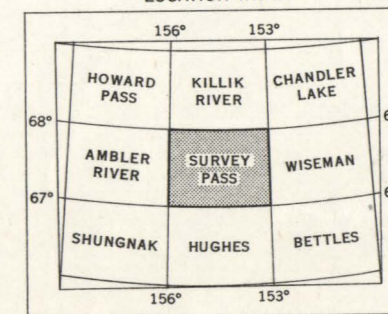 156° 153°
HOWARD PASS KILLIK RIVER CHANDLER LAKE
68°
AMBLER RIVER SURVEY PASS WISEMAN
67°
SHUNGNAK HUGHES BETTLES
156° 153°